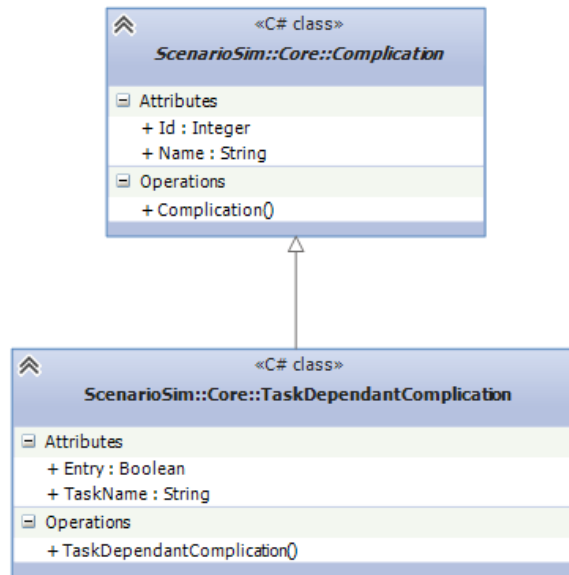 «C# class»
ScenarioSim::Core::Complication
Attributes
+ Id : Integer
+ Name : String
Operations
+ Complication()
«C# class»
ScenarioSim::Core::TaskDependantComplication
Attributes
+ Entry : Boolean
+ TaskName : String
Operations
+ TaskDependantComplication()